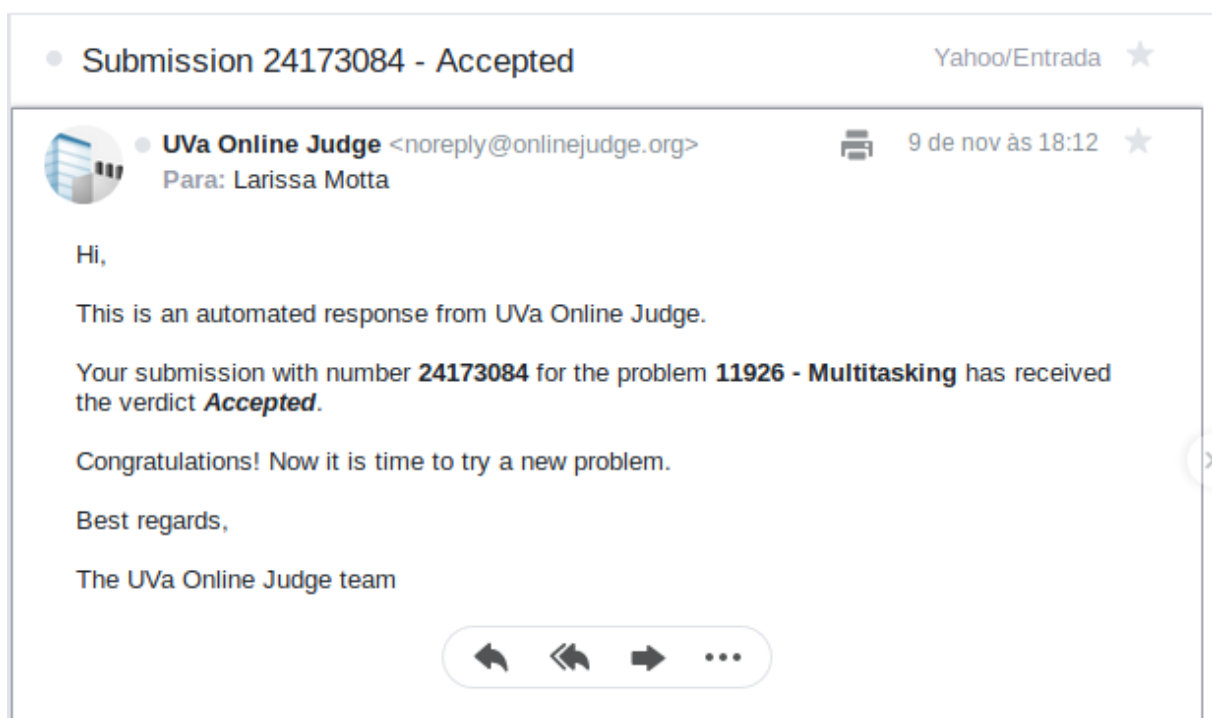 Submission 24173084 - Accepted
Yahoo/Entrada
UVa Online Judge <noreply@onlinejudge.org>
9 de nov às 18:12
Para: Larissa Motta
Hi,
This is an automated response from UVa Online Judge.
Your submission with number 24173084 for the problem 11926 - Multitasking has received
the verdict Accepted.
Congratulations! Now it is time to try a new problem.
Best regards,
The UVa Online Judge team